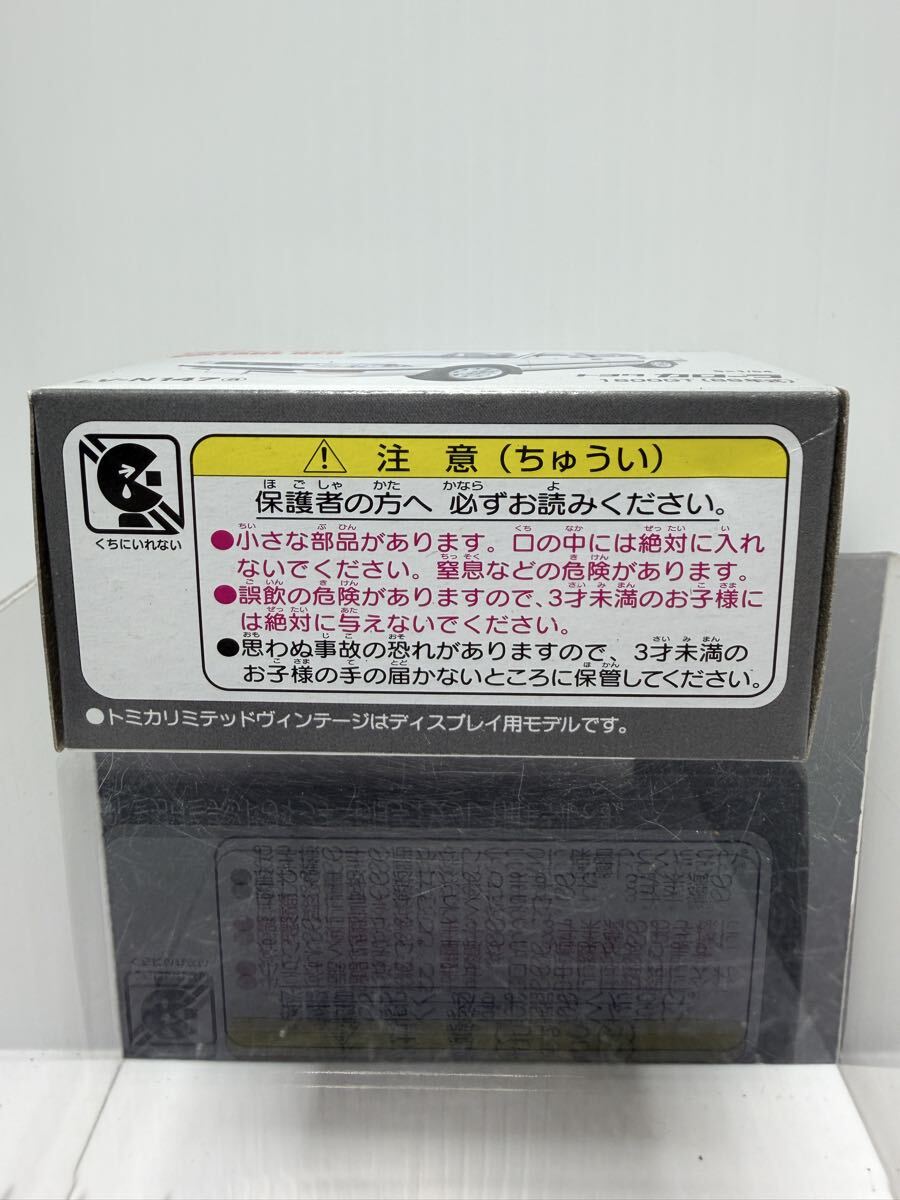 LV-N147ⓐ
くちにいれない
注 意 (ちゅうい)
保護者の方へ 必ずお読みください。
●小さな部品があります。口の中には絶対に入れ
ないでください。窒息などの危険があります。
●誤飲の危険がありますので、3才未満のお子様に
は絶対に与えないでください。
●思わぬ事故の恐れがありますので、3才未満の
お子様の手の届かないところに保管してください。
●トミカリミテッドヴィンテージはディスプレイ用モデルです。